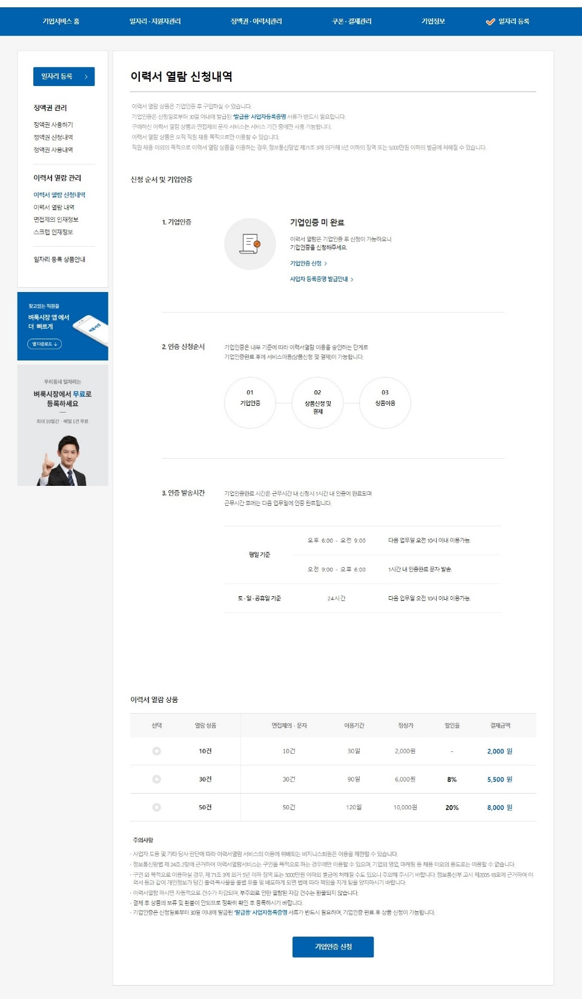 기업서비스 홈 일자리 · 지원자관리 정액권 · 이력서관리 쿠폰 · 결제관리 기업정보 일자리 등록
일자리 등록
정액권 관리
정액권 사용하기
정액권 신청내역
정액권 사용내역
이력서 열람 관리
이력서 열람 신청내역
이력서 열람 내역
면접제의 인재정보
스크랩 인재정보
일자리 등록 상품안내
찾고있는 직원을
벼룩시장 앱 에서
더 빠르게
앱 다운로드 ↓
벼룩시장
우리동네 일자리는
벼룩시장에서 무료로
등록하세요
최대 10일간 · 매일 1건 무료
이력서 열람 신청내역
이력서 열람 상품은 기업인증 후 구입하실 수 있습니다.
기업인증은 신청일로부터 30일 이내에 발급된 '발급용' 사업자등록증명 서류가 반드시 필요합니다.
구매하신 이력서 열람 상품과 면접제의 문자 서비스는 서비스 기간 중에만 사용 가능합니다.
이력서 열람 상품은 오직 직원 채용 목적으로만 이용할 수 있습니다.
직원 채용 이외의 목적으로 이력서 열람 상품을 이용하는 경우, 정보통신망법 제71조 3에 의거해 5년 이하의 징역 또는 5,000만원 이하의 벌금에 처해질 수 있습니다.
신청 순서 및 기업인증
1. 기업인증
기업인증 미 완료
이력서 열람은 기업인증 후 신청이 가능하오니
기업인증을 신청해주세요.
기업인증 신청 >
사업자 등록증명 발급안내 >
2. 인증 신청순서
기업인증은 내부 기준에 따라 이력서열람 이용을 승인하는 단계로
기업인증완료 후에 서비스이용(상품신청 및 결제)이 가능합니다.
01 02 03
기업인증 상품신청 및 상품이용
결제
3. 인증 발송시간
기업인증완료 시간은 근무시간 내 신청시 1시간 내 인증이 완료되며
근무시간 후에는 다음 업무일에 인증 완료됩니다.
평일 기준
오후 6:00 - 오전 9:00 다음 업무일 오전 10시 이내 이용가능.
오전 9:00 - 오후 6:00 1시간 내 인증완료 문자 발송.
토 · 일 · 공휴일 기준 24시간 다음 업무일 오전 10시 이내 이용가능.
이력서 열람 상품
선택 열람 상품 면접제의 · 문자 이용기간 정상가 할인율 결제금액
10건 10건 30일 2,000원 - 2,000 원
30건 30건 90일 6,000원 8% 5,500 원
50건 50건 120일 10,000원 20% 8,000 원
주의사항
· 사업자 도용 및 기타 당사 판단에 따라 이력서열람 서비스의 이용에 위배되는 비지니스회원은 이용을 제한할 수 있습니다.
· 정보통신망법 제 24조 2항에 근거하여 이력서열람서비스는 구인을 목적으로 하는 경우에만 이용할 수 있으며, 기업의 영업, 마케팅 등 채용 이외의 용도로는 이용할 수 없습니다.
· 구인 외 목적으로 이용하실 경우, 제 71조 3에 의거 5년 이하 징역 또는 5000만원 이하의 벌금에 처해질 수도 있으니 주의해 주시기 바랍니다. 정보통신부 고시 제2005-18호에 근거하여 이
력서 등과 같이 개인정보가 담긴 출력·복사물을 불법 유출 및 배포하게 되면 법에 따라 책임을 지게 됨을 양지하시기 바랍니다.
· 이력서열람 하시면 자동적으로 건수가 차감되며, 부주의로 인한 열람된 차감 건수는 환불되지 않습니다.
· 결제 후 상품의 보류 및 환불이 안되므로 정확히 확인 후 등록하시기 바랍니다.
· 기업인증은 신청일로부터 30일 이내에 발급된 '발급용' 사업자등록증명 서류가 반드시 필요하며, 기업인증 완료 후 상품 신청이 가능합니다.
기업인증 신청